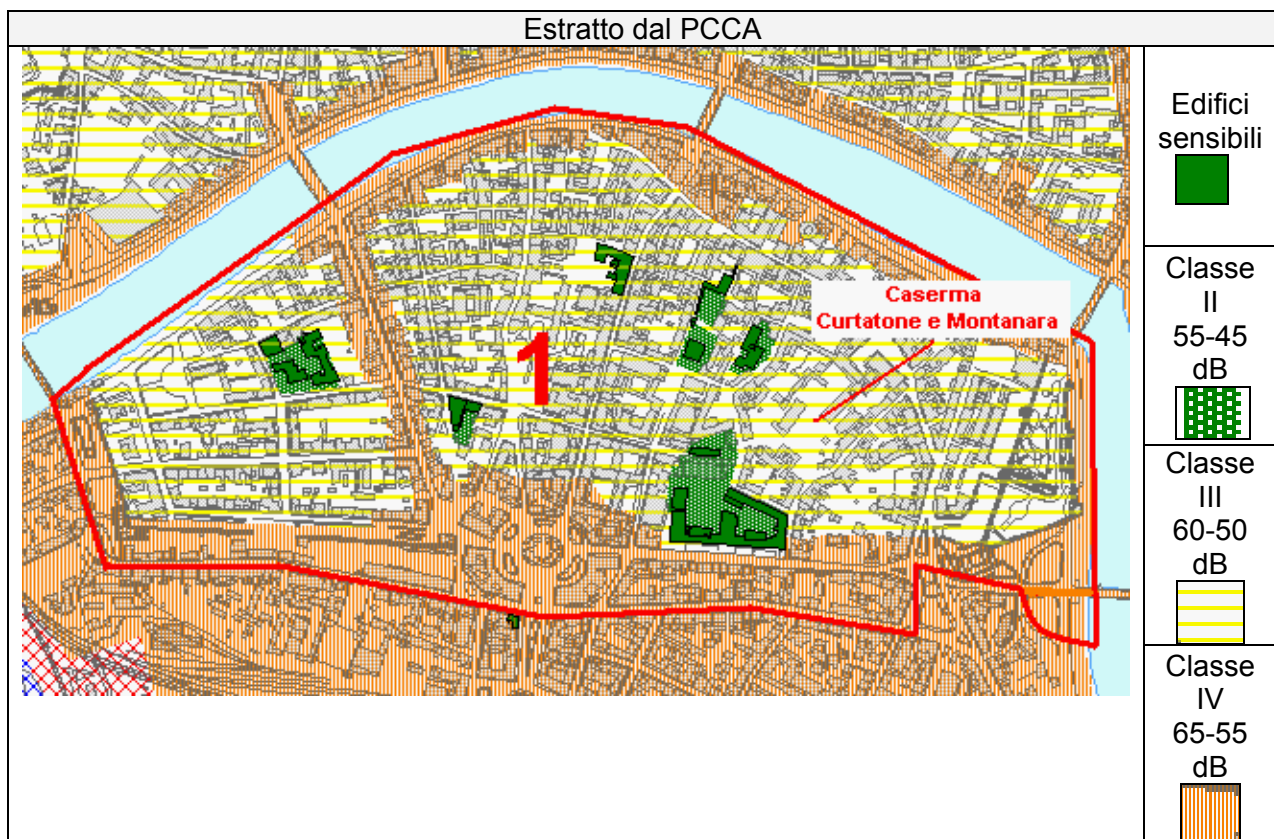 Estratto dal PCCA
Caserma
Curtatone e Montanara
1
Edifici
sensibili
Classe
II
55-45
dB
Classe
III
60-50
dB
Classe
IV
65-55
dB